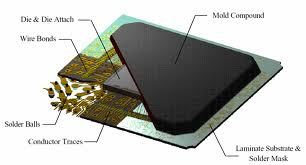 Die & Die Attach
Mold Compound
Wire Bonds
Solder Balls
Conductor Traces
Laminate Substrate &
Solder Mask